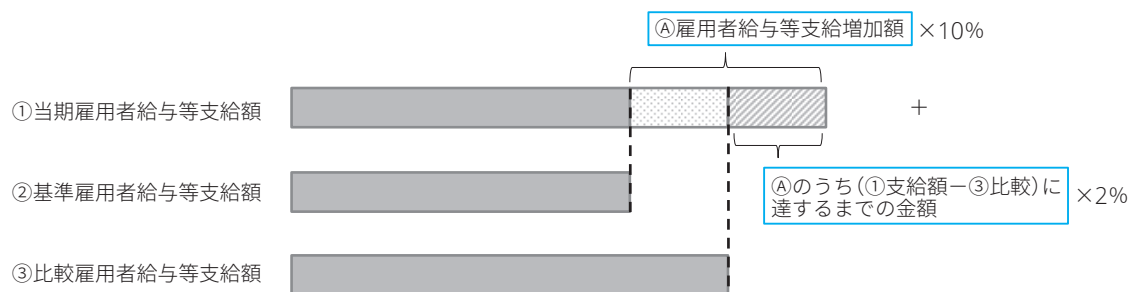 Ⓐ雇用者給与等支給増加額 ×10%
①当期雇用者給与等支給額 +
②基準雇用者給与等支給額
Ⓐのうち(①支給額－③比較)に
達するまでの金額 ×2%
③比較雇用者給与等支給額